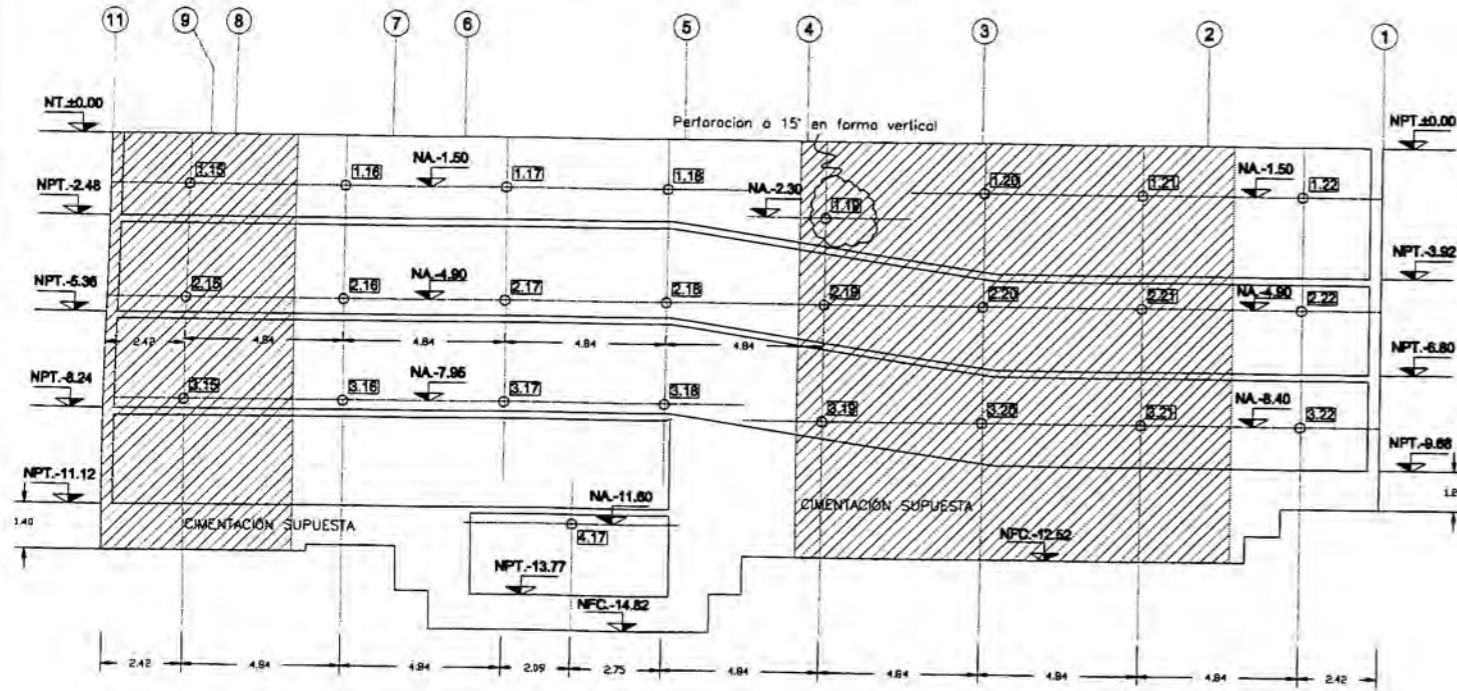 11 9 8 7 6 5 4 3 2 1
NT.±0.00
Perforacion a 15° en forma vertical
NPT.±0.00
1.15 1.16 NA.-1.50 1.17 1.18 NA.-2.30 1.19 1.20 1.21 NA.-1.50 1.22
NPT.-2.48
NPT.-3.92
NPT.-5.36
2.15 2.16 NA.-4.90 2.17 2.18 2.19 2.20 2.21 NA.-4.90 2.22
2.42 4.84 4.84 4.84 4.84
NPT.-6.80
NPT.-8.24
3.15 3.16 NA.-7.95 3.17 3.18 3.19 3.20 3.21 NA.-8.40 3.22
NPT.-9.68
NPT.-11.12
1.40
CIMENTACIÓN SUPUESTA
NA.-11.60
4.17
CIMENTACIÓN SUPUESTA
1.2
NFC.-12.52
NPT.-13.77
NFC.-14.82
2.42 4.84 4.84 2.09 2.75 4.84 4.84 4.84 4.84 2.42